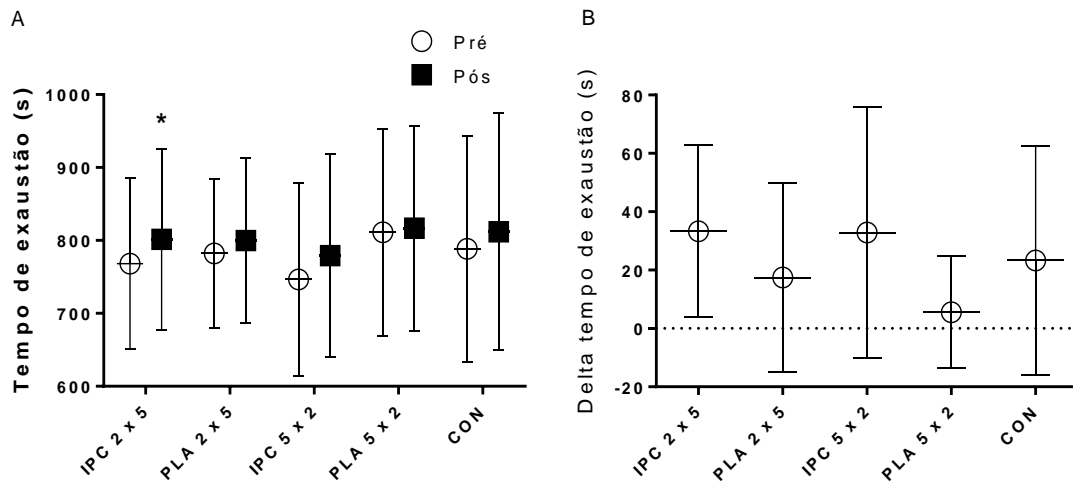 A
Pré
Pós
Tempo de exaustão (s)
1000
900
800
700
600
*
IPC 2 x 5
PLA 2 x 5
IPC 5 x 2
PLA 5 x 2
CON
B
Delta tempo de exaustão (s)
80
60
40
20
0
-20
IPC 2 x 5
PLA 2 x 5
IPC 5 x 2
PLA 5 x 2
CON